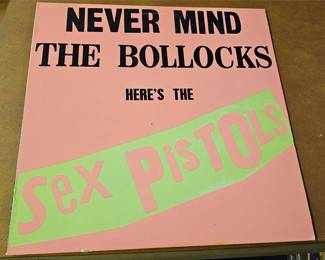 NEVER MIND
THE BOLLOCKS
HERE'S THE
Sex PisTOls